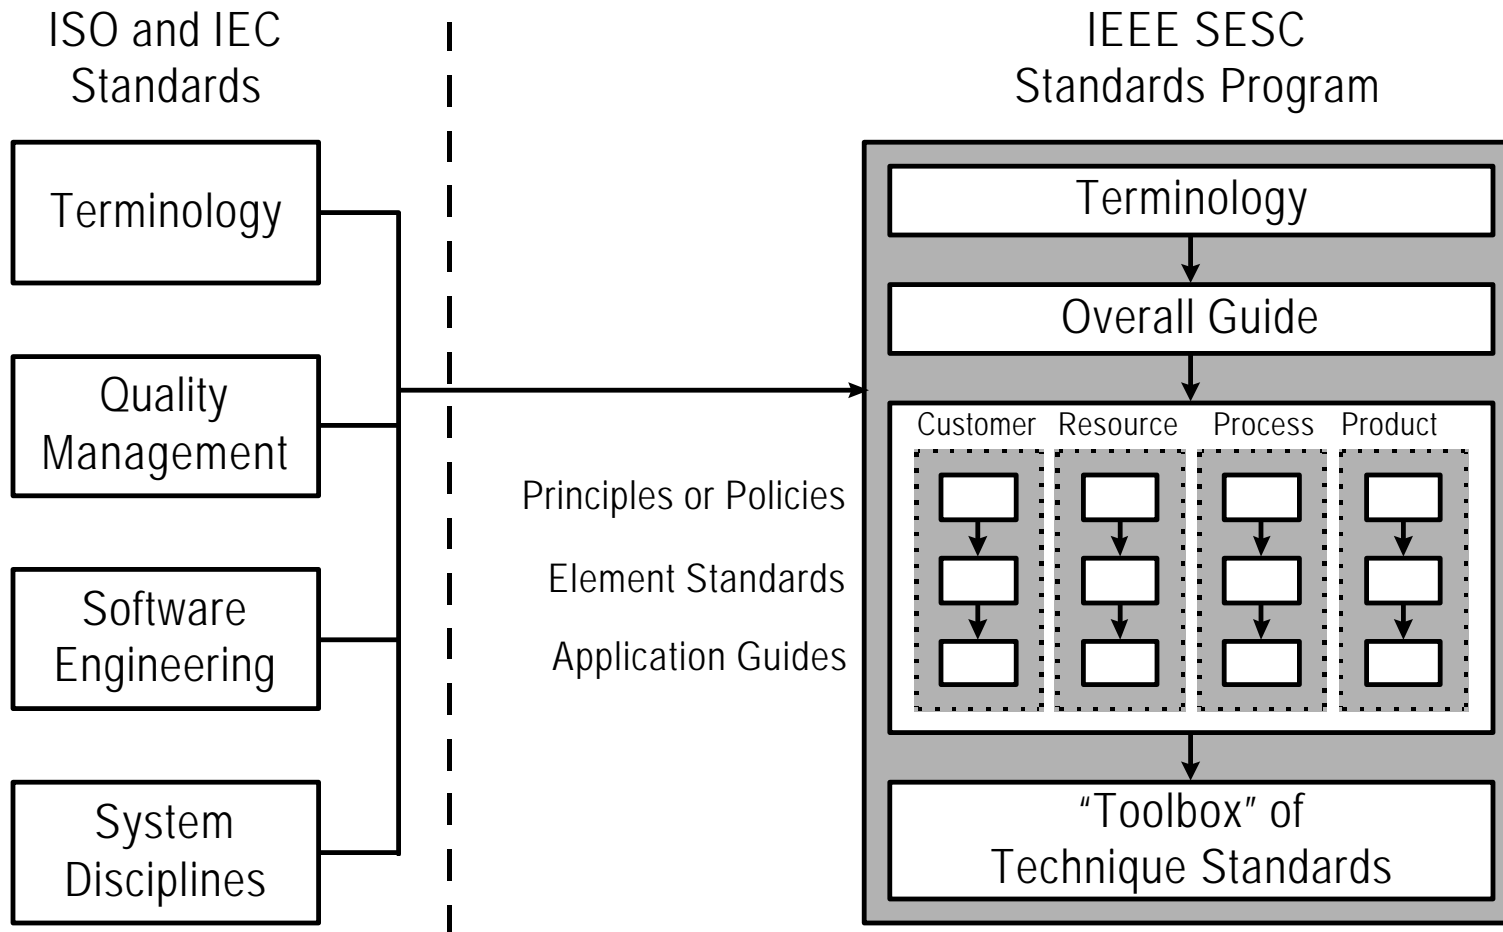 ISO and IEC
Standards
Terminology
Quality
Management
Software
Engineering
System
Disciplines
IEEE SESC
Standards Program
Terminology
Overall Guide
Customer Resource Process Product
Principles or Policies
Element Standards
Application Guides
“Toolbox” of
Technique Standards